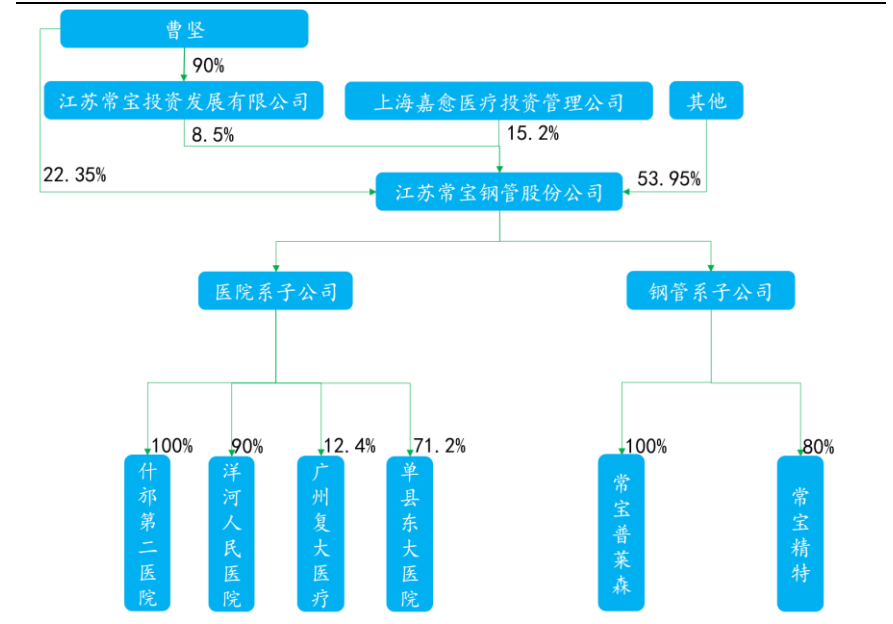 曹坚
90%
江苏常宝投资发展有限公司
上海嘉愈医疗投资管理公司
其他
8.5%
15.2%
22.35%
53.95%
江苏常宝钢管股份公司
医院系子公司
钢管系子公司
100%
90%
12.4%
71.2%
100%
80%
什邡第二医院
洋河人民医院
广州复大医疗
单县东大医院
常宝普莱森
常宝精特